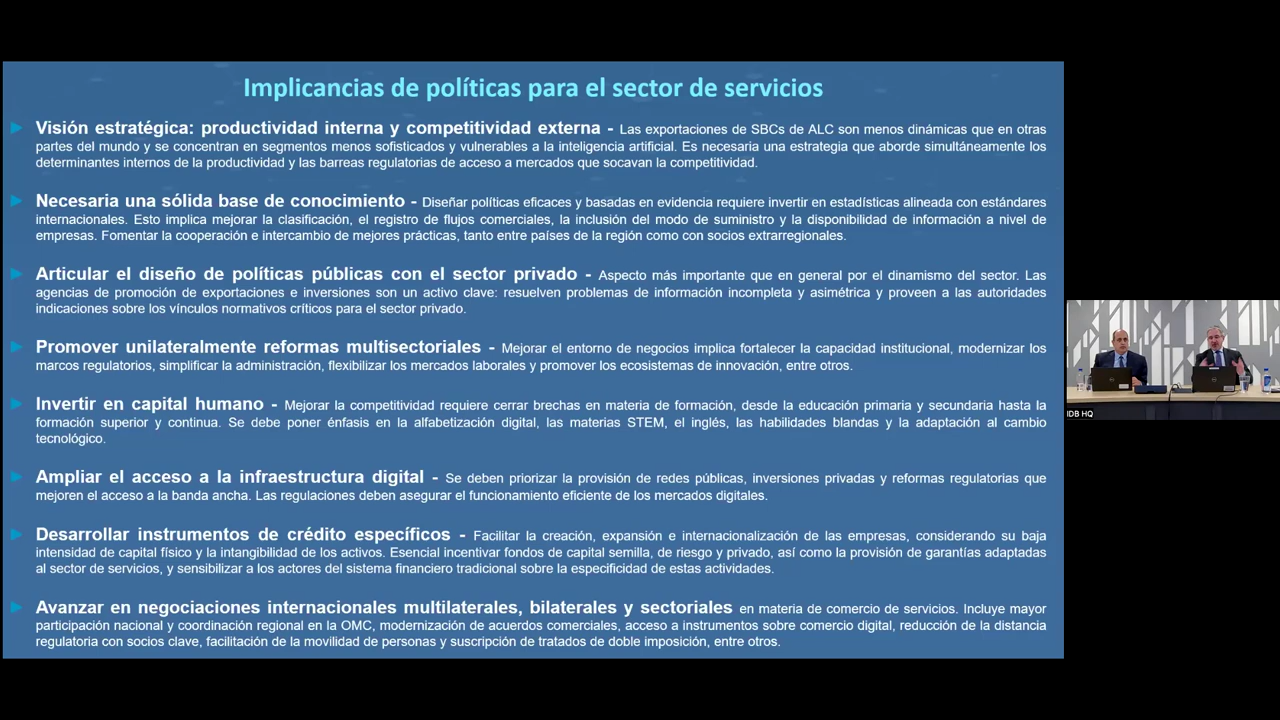 Implicancias de políticas para el sector de servicios
Visión estratégica: productividad interna y competitividad externa - Las exportaciones de SBCs de ALC son menos dinámicas que en otras
partes del mundo y se concentran en segmentos menos sofisticados y vulnerables a la inteligencia artificial. Es necesaria una estrategia que aborde simultáneamente los
determinantes internos de la productividad y las barreas regulatorias de acceso a mercados que socavan la competitividad.
Necesaria una sólida base de conocimiento - Diseñar políticas eficaces y basadas en evidencia requiere invertir en estadísticas alineada con estándares
internacionales. Esto implica mejorar la clasificación, el registro de flujos comerciales, la inclusión del modo de suministro y la disponibilidad de información a nivel de
empresas. Fomentar la cooperación e intercambio de mejores prácticas, tanto entre países de la región como con socios extrarregionales.
Articular el diseño de políticas públicas con el sector privado - Aspecto más importante que en general por el dinamismo del sector. Las
agencias de promoción de exportaciones e inversiones son un activo clave: resuelven problemas de información incompleta y asimétrica y proveen a las autoridades
indicaciones sobre los vínculos normativos críticos para el sector privado.
Promover unilateralmente reformas multisectoriales - Mejorar el entorno de negocios implica fortalecer la capacidad institucional, modernizar los
marcos regulatorios, simplificar la administración, flexibilizar los mercados laborales y promover los ecosistemas de innovación, entre otros.
Invertir en capital humano - Mejorar la competitividad requiere cerrar brechas en materia de formación, desde la educación primaria y secundaria hasta la
formación superior y continua. Se debe poner énfasis en la alfabetización digital, las materias STEM, el inglés, las habilidades blandas y la adaptación al cambio
tecnológico.
Ampliar el acceso a la infraestructura digital - Se deben priorizar la provisión de redes públicas, inversiones privadas y reformas regulatorias que
mejoren el acceso a la banda ancha. Las regulaciones deben asegurar el funcionamiento eficiente de los mercados digitales.
Desarrollar instrumentos de crédito específicos - Facilitar la creación, expansión e internacionalización de las empresas, considerando su baja
intensidad de capital físico y la intangibilidad de los activos. Esencial incentivar fondos de capital semilla, de riesgo y privado, así como la provisión de garantías adaptadas
al sector de servicios, y sensibilizar a los actores del sistema financiero tradicional sobre la especificidad de estas actividades.
Avanzar en negociaciones internacionales multilaterales, bilaterales y sectoriales en materia de comercio de servicios. Incluye mayor
participación nacional y coordinación regional en la OMC, modernización de acuerdos comerciales, acceso a instrumentos sobre comercio digital, reducción de la distancia
regulatoria con socios clave, facilitación de la movilidad de personas y suscripción de tratados de doble imposición, entre otros.
IDB HQ